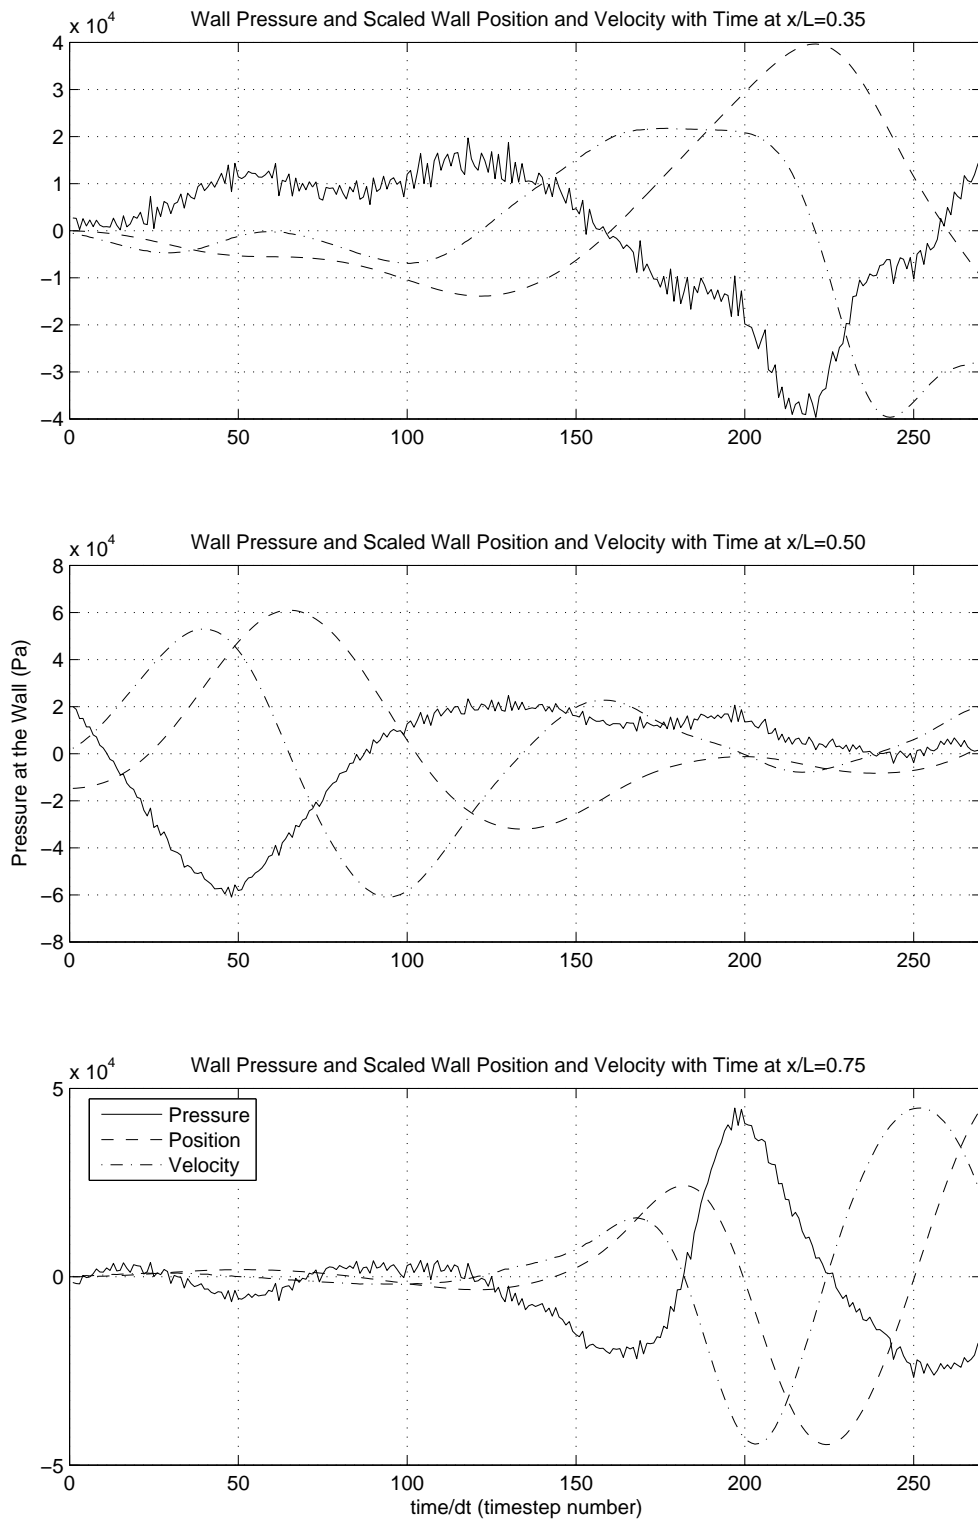 Wall Pressure and Scaled Wall Position and Velocity with Time at x/L=0.35
x 10^4
4
3
2
1
0
−1
−2
−3
−4
0 50 100 150 200 250
Wall Pressure and Scaled Wall Position and Velocity with Time at x/L=0.50
x 10^4
8
6
4
2
0
−2
−4
−6
−8
Pressure at the Wall (Pa)
0 50 100 150 200 250
Wall Pressure and Scaled Wall Position and Velocity with Time at x/L=0.75
x 10^4
5
0
−5
Pressure
Position
Velocity
0 50 100 150 200 250
time/dt (timestep number)